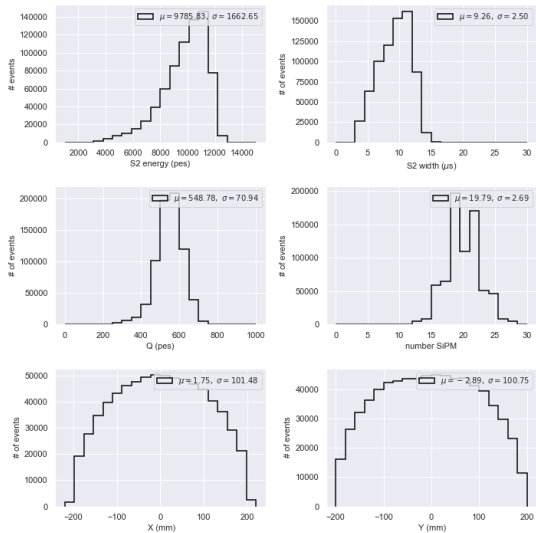 140000
120000
100000
80000
60000
40000
20000
0
# events
μ = 9785.83, σ = 1662.65
2000 4000 6000 8000 10000 12000 14000
S2 energy (pes)
150000
125000
100000
75000
50000
25000
0
# of events
μ = 9.26, σ = 2.50
0 5 10 15 20 25 30
S2 width (μs)
200000
150000
100000
50000
0
# of events
μ = 548.78, σ = 70.94
0 200 400 600 800 1000
Q (pes)
200000
150000
100000
50000
0
# of events
μ = 19.79, σ = 2.69
0 5 10 15 20 25 30
number SiPM
50000
40000
30000
20000
10000
0
# of events
μ = 1.75, σ = 101.48
−200 −100 0 100 200
X (mm)
40000
30000
20000
10000
0
# of events
μ = −2.89, σ = 100.75
−200 −100 0 100 200
Y (mm)